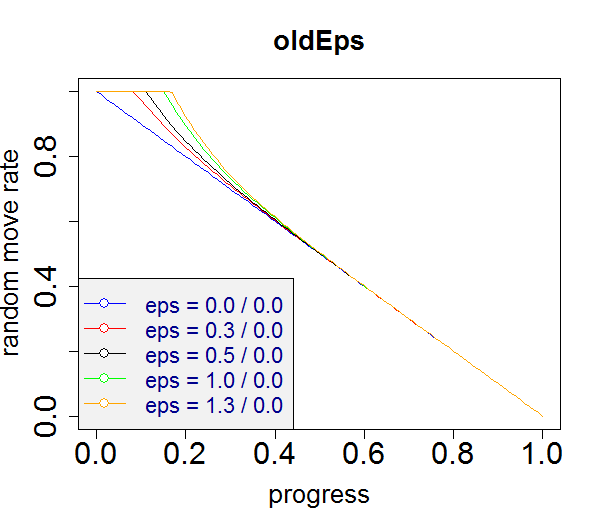 oldEps
random move rate
0.8
0.4
0.0
eps = 0.0 / 0.0
eps = 0.3 / 0.0
eps = 0.5 / 0.0
eps = 1.0 / 0.0
eps = 1.3 / 0.0
0.0 0.2 0.4 0.6 0.8 1.0
progress